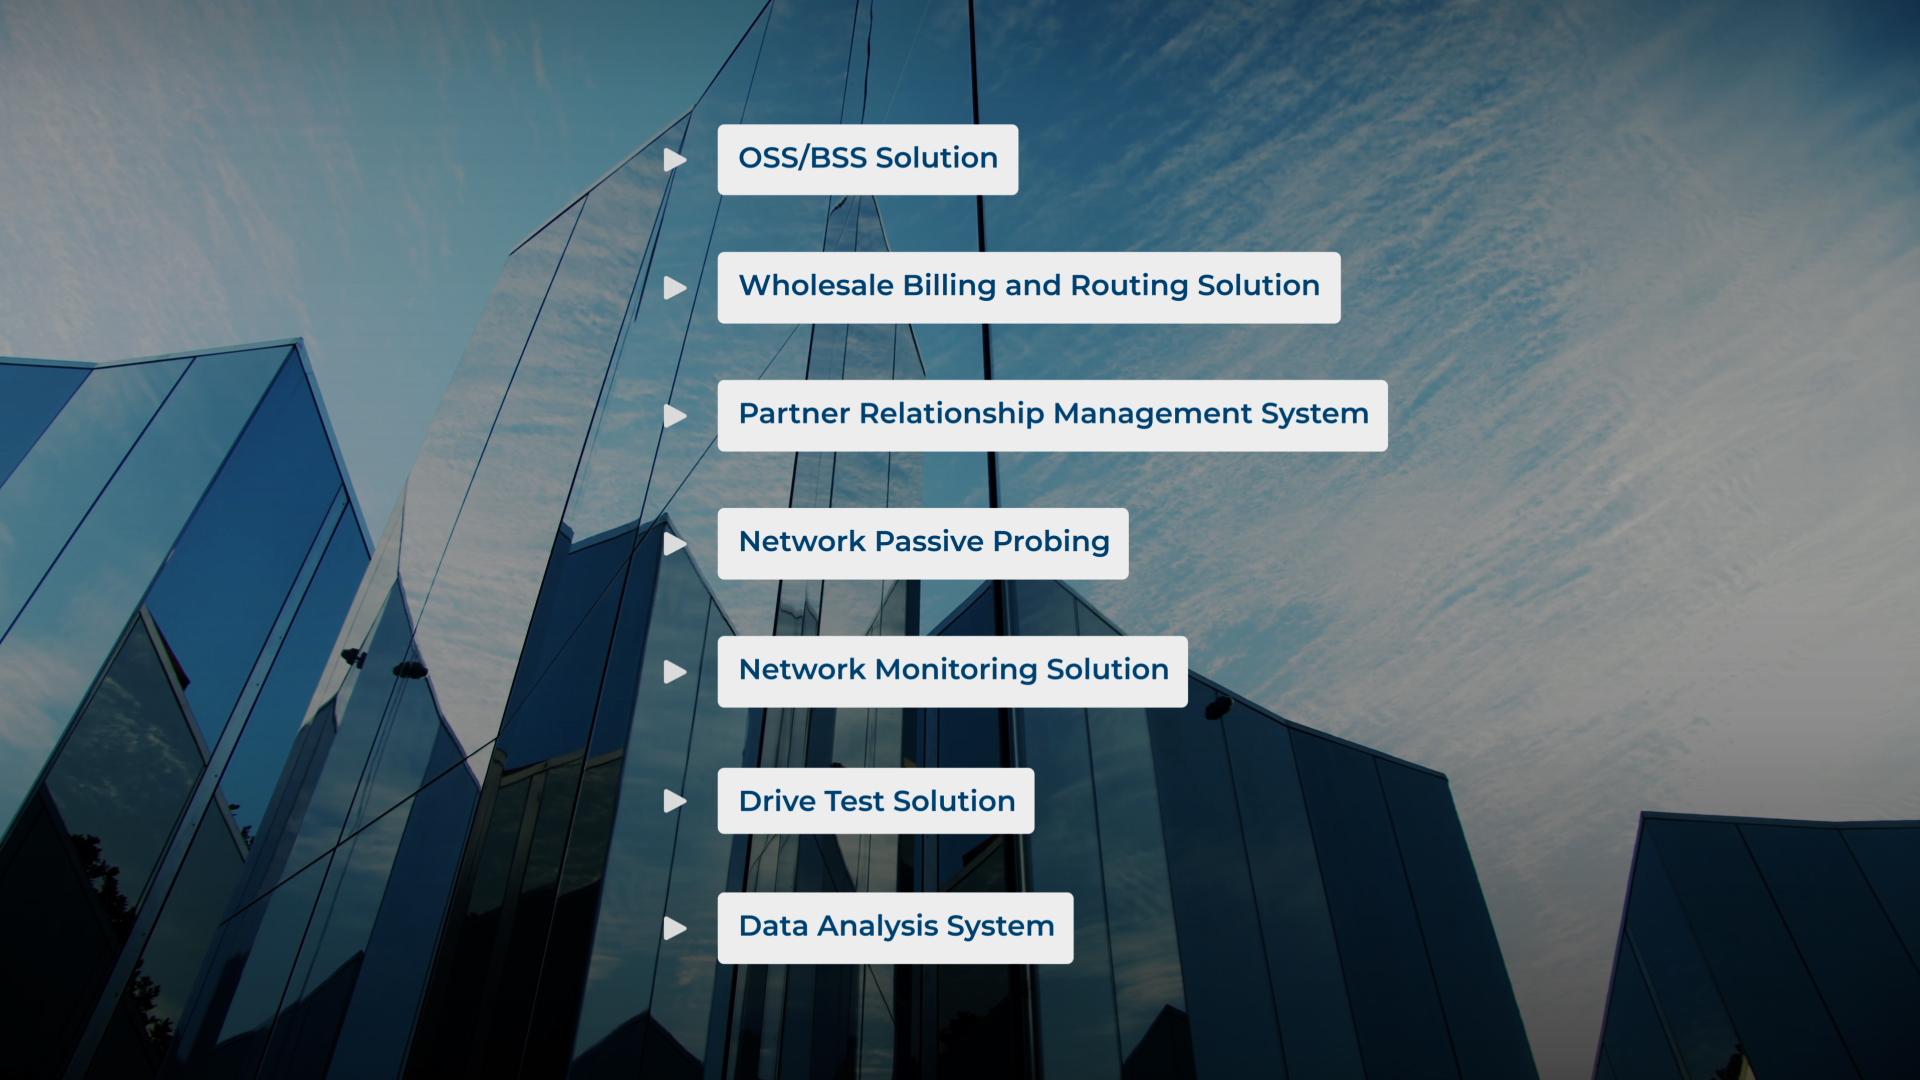 OSS/BSS Solution
Wholesale Billing and Routing Solution
Partner Relationship Management System
Network Passive Probing
Network Monitoring Solution
Drive Test Solution
Data Analysis System